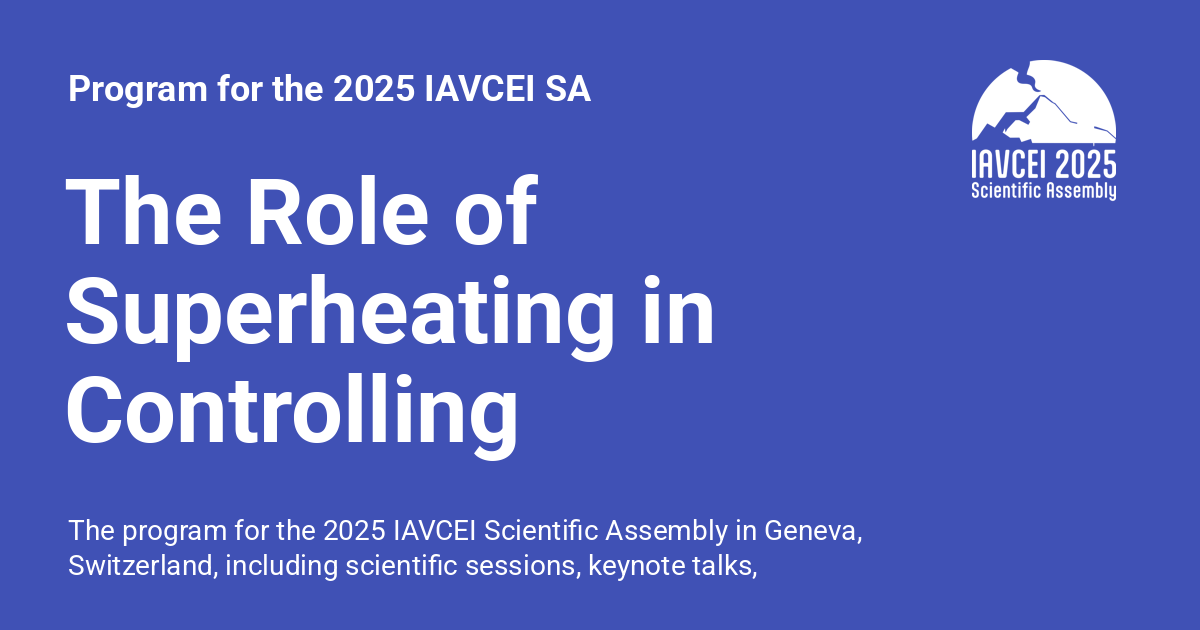 Program for the 2025 IAVCEI SA
IAVCEI 2025
Scientific Assembly
The Role of
Superheating in
Controlling
The program for the 2025 IAVCEI Scientific Assembly in Geneva,
Switzerland, including scientific sessions, keynote talks,